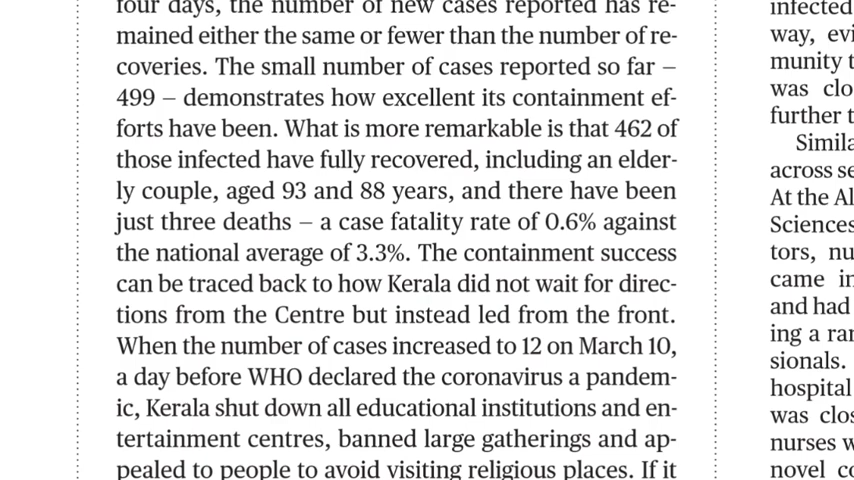 four days, the number of new cases reported has re-
mained either the same or fewer than the number of re-
coveries. The small number of cases reported so far –
499 – demonstrates how excellent its containment ef-
forts have been. What is more remarkable is that 462 of
those infected have fully recovered, including an elder-
ly couple, aged 93 and 88 years, and there have been
just three deaths – a case fatality rate of 0.6% against
the national average of 3.3%. The containment success
can be traced back to how Kerala did not wait for direc-
tions from the Centre but instead led from the front.
When the number of cases increased to 12 on March 10,
a day before WHO declared the coronavirus a pandem-
ic, Kerala shut down all educational institutions and en-
tertainment centres, banned large gatherings and ap-
pealed to people to avoid visiting religious places. If it
infected
way, evi
munity t
was clo
further t
Simila
across se
At the Al
Sciences
tors, nu
came in
and had
ing a ran
sionals.
hospital
was clos
nurses w
novel co